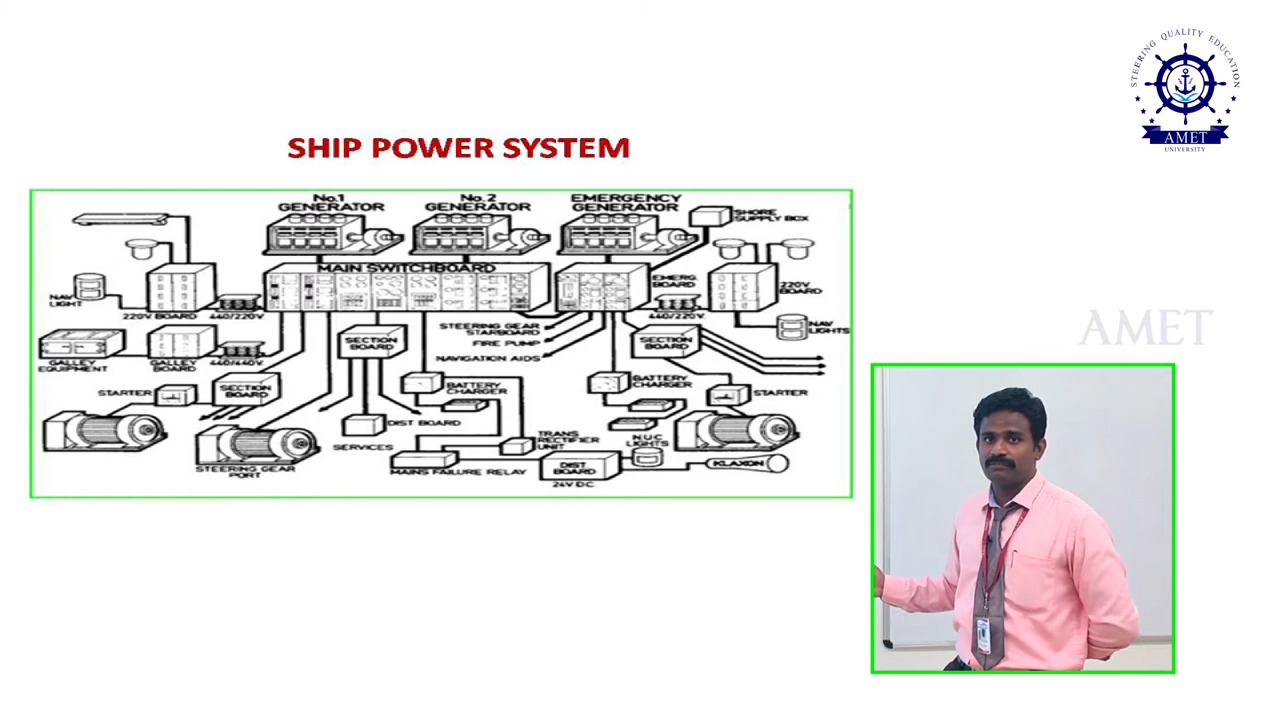 STEERING QUALITY EDUCATION
AMET
UNIVERSITY
SHIP POWER SYSTEM
No.1
GENERATOR
No.2
GENERATOR
EMERGENCY
GENERATOR
SHORE
SUPPLY BOX
MAIN SWITCHBOARD
EMERG
BOARD
220V
BOARD
NAV
LIGHT
220V BOARD
440/220V
440/220V
NAV
LIGHTS
STEERING GEAR
STARBOARD
FIRE PUMP
NAVIGATION AIDS
SECTION
BOARD
SECTION
BOARD
GALLEY
EQUIPMENT
GALLEY
BOARD
440/440V
STARTER
SECTION
BOARD
BATTERY
CHARGER
BATTERY
CHARGER
STARTER
DIST BOARD
SERVICES
TRANS
RECTIFIER
UNIT
N.U.C
LIGHTS
STEERING GEAR
PORT
MAINS FAILURE RELAY
DIST
BOARD
24V DC
KLAXON
AMET